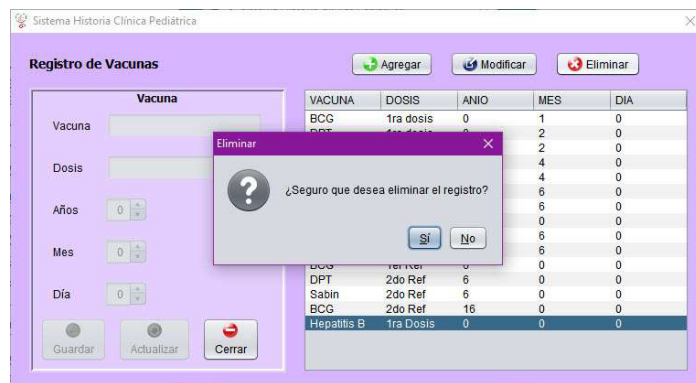 Sistema Historia Clínica Pediátrica
Registro de Vacunas
Agregar Modificar Eliminar
Vacuna
Vacuna
Dosis
Años 0
Mes 0
Día 0
Guardar Actualizar Cerrar
VACUNA DOSIS ANIO MES DIA
BCG 1ra dosis 0 1 0
2 0
2 0
4 0
4 0
6 0
6 0
0 0
6 0
6 0
0 0
DPT 2do Ref 6 0 0
Sabin 2do Ref 6 0 0
BCG 2do Ref 16 0 0
Hepatitis B 1ra Dosis 0 0 0
Eliminar
¿Seguro que desea eliminar el registro?
Sí No